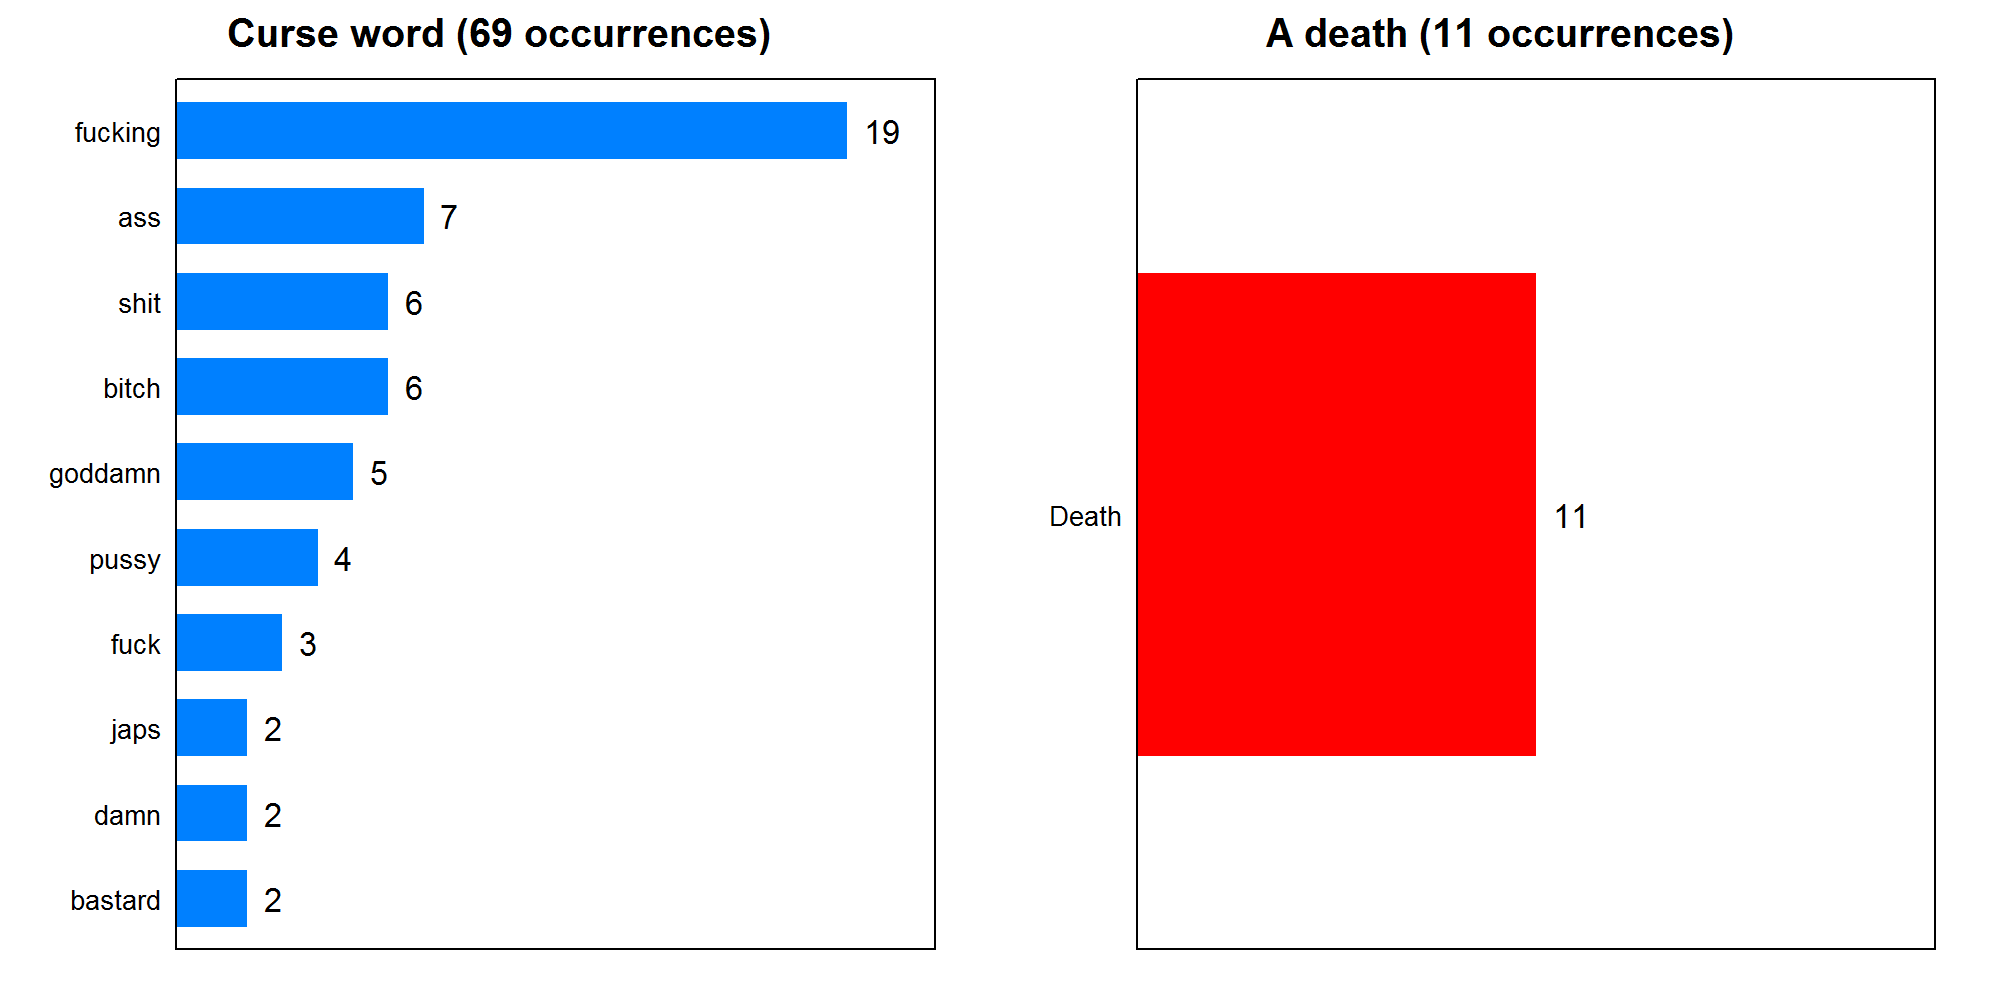 Curse word (69 occurrences)
fucking 19
ass 7
shit 6
bitch 6
goddamn 5
pussy 4
fuck 3
japs 2
damn 2
bastard 2
A death (11 occurrences)
Death 11